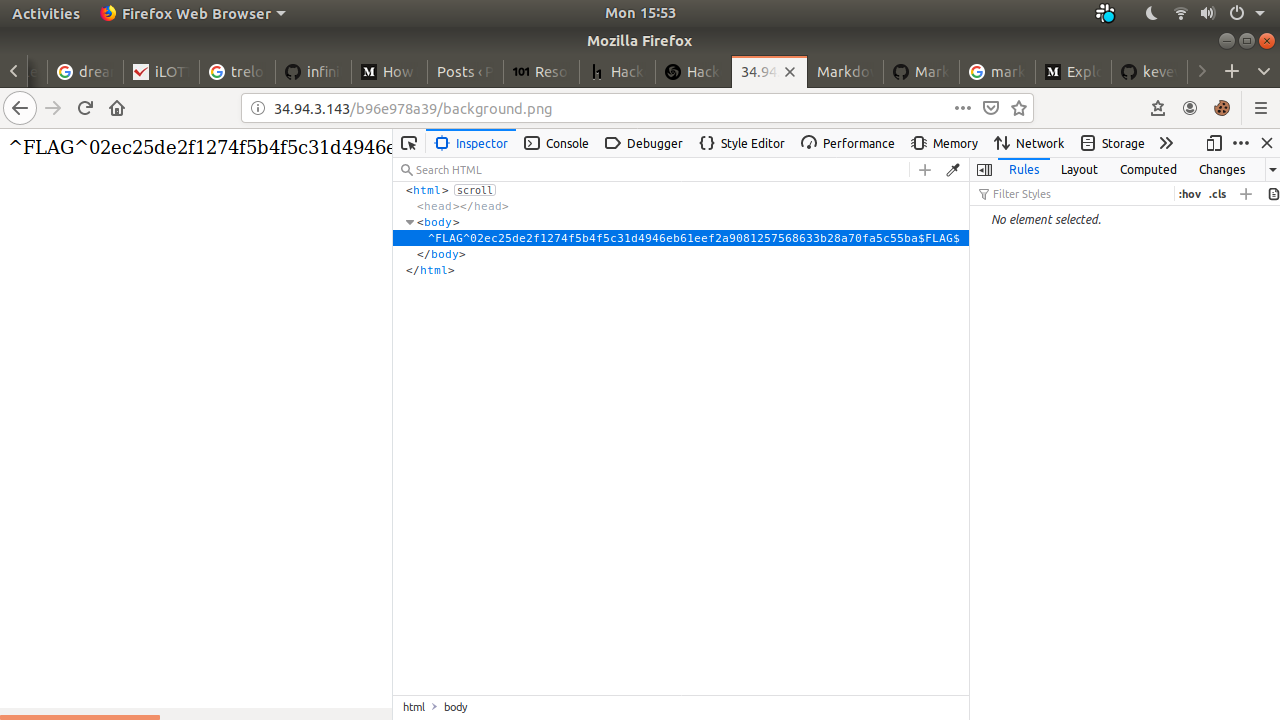 Activities Firefox Web Browser Mon 15:53
Mozilla Firefox
drea iLOT trelo infini How Posts ‹ P 101 Reso Hack Hack 34.94 Markdo Mark mark Explo keve
34.94.3.143/b96e978a39/background.png
^FLAG^02ec25de2f1274f5b4f5c31d4946e
Inspector Console Debugger Style Editor Performance Memory Network Storage
Search HTML
Rules Layout Computed Changes
<html> scroll
<head></head>
<body>
^FLAG^02ec25de2f1274f5b4f5c31d4946eb61eef2a9081257568633b28a70fa5c55ba$FLAG$
</body>
</html>
Filter Styles :hov .cls
No element selected.
html › body